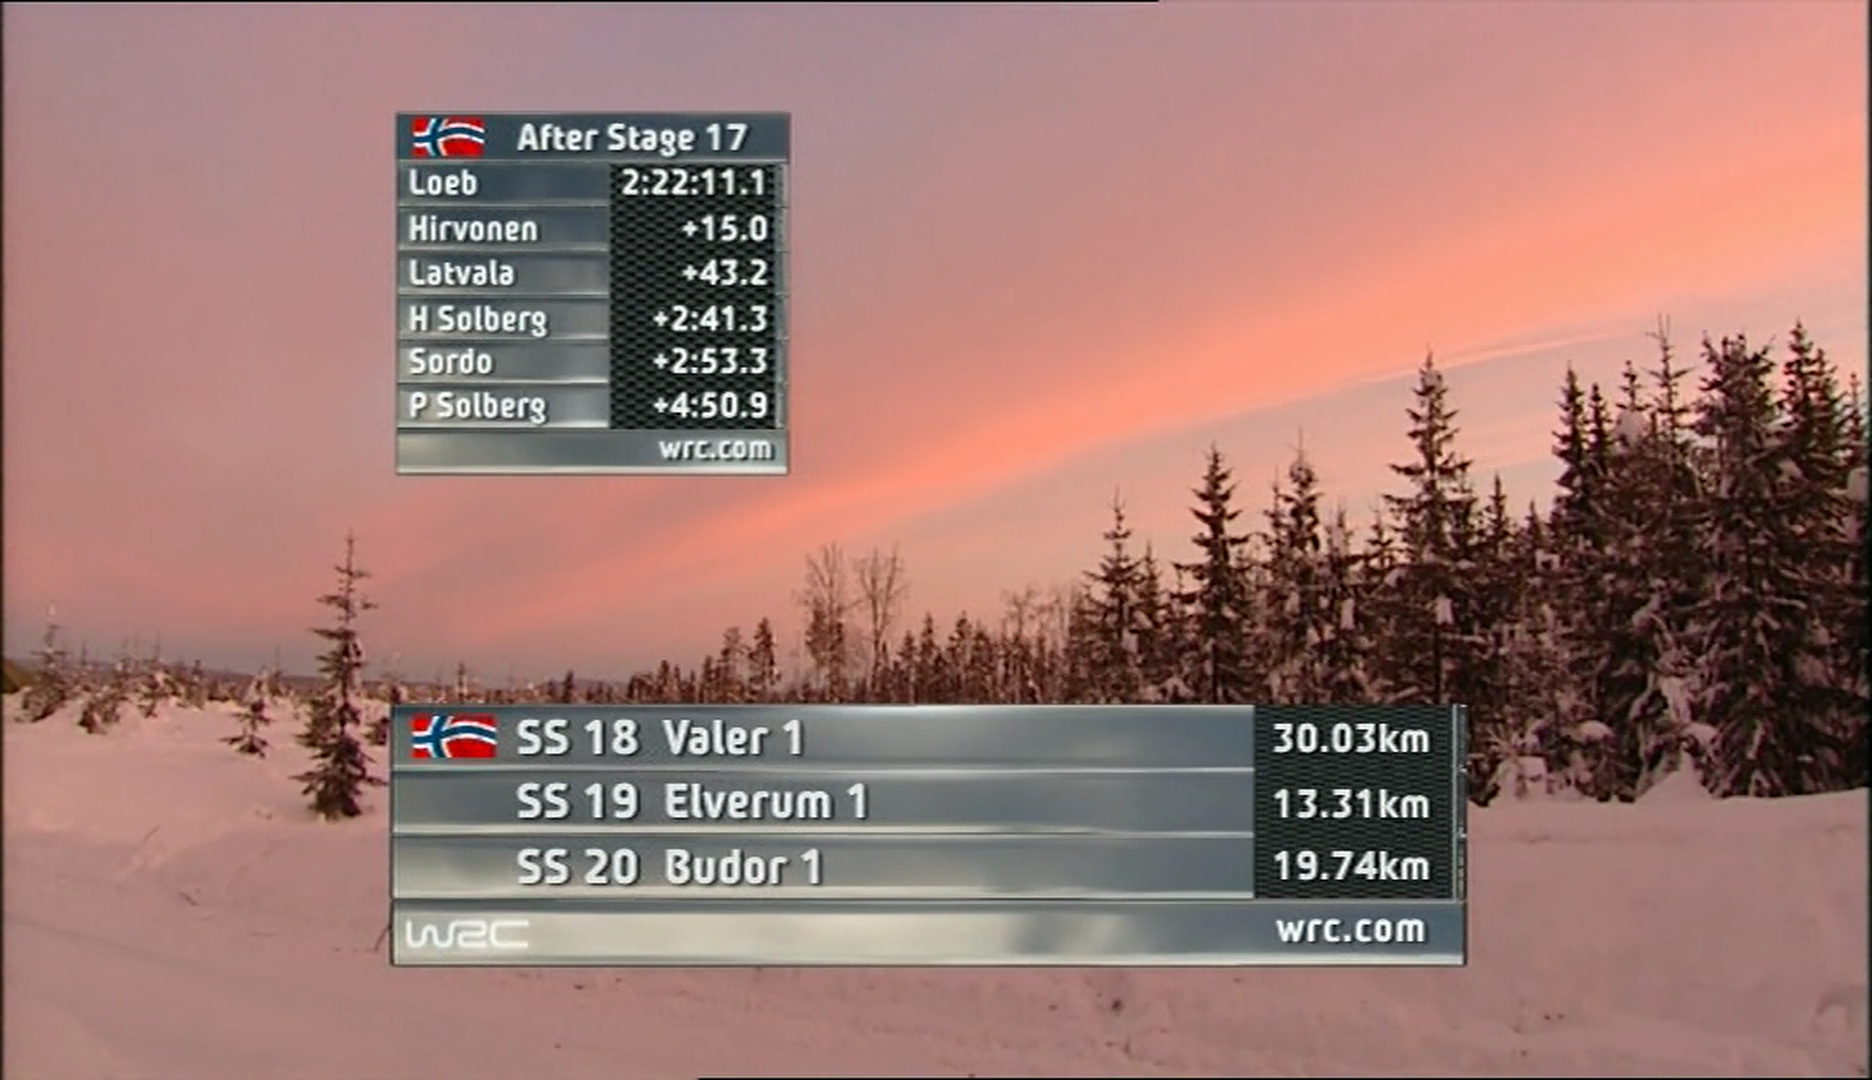 After Stage 17
Loeb 2:22:11.1
Hirvonen +15.0
Latvala +43.2
H Solberg +2:41.3
Sordo +2:53.3
P Solberg +4:50.9
wrc.com
SS 18 Valer 1 30.03km
SS 19 Elverum 1 13.31km
SS 20 Budor 1 19.74km
WRC wrc.com